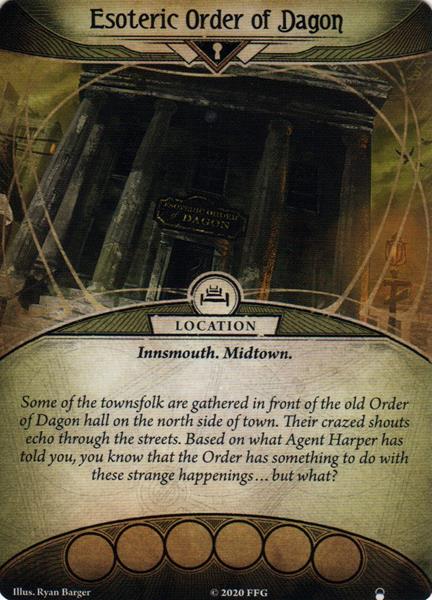 Esoteric Order of Dagon
ESOTERIC ORDER
of DAGON
LOCATION
Innsmouth. Midtown.
Some of the townsfolk are gathered in front of the old Order
of Dagon hall on the north side of town. Their crazed shouts
echo through the streets. Based on what Agent Harper has
told you, you know that the Order has something to do with
these strange happenings… but what?
Illus. Ryan Barger
© 2020 FFG